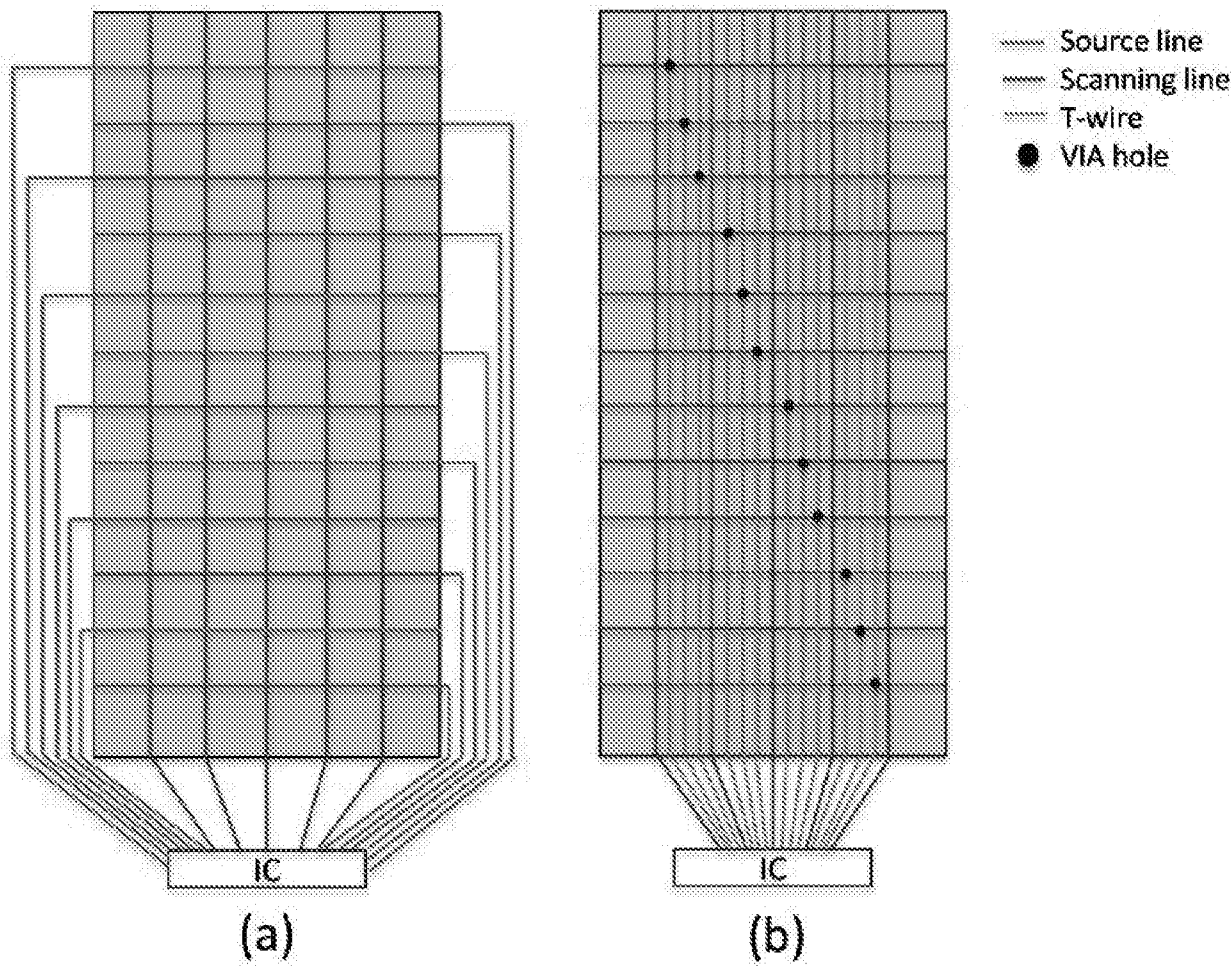 Source line
Scanning line
T-wire
VIA hole
IC
IC
(a)
(b)